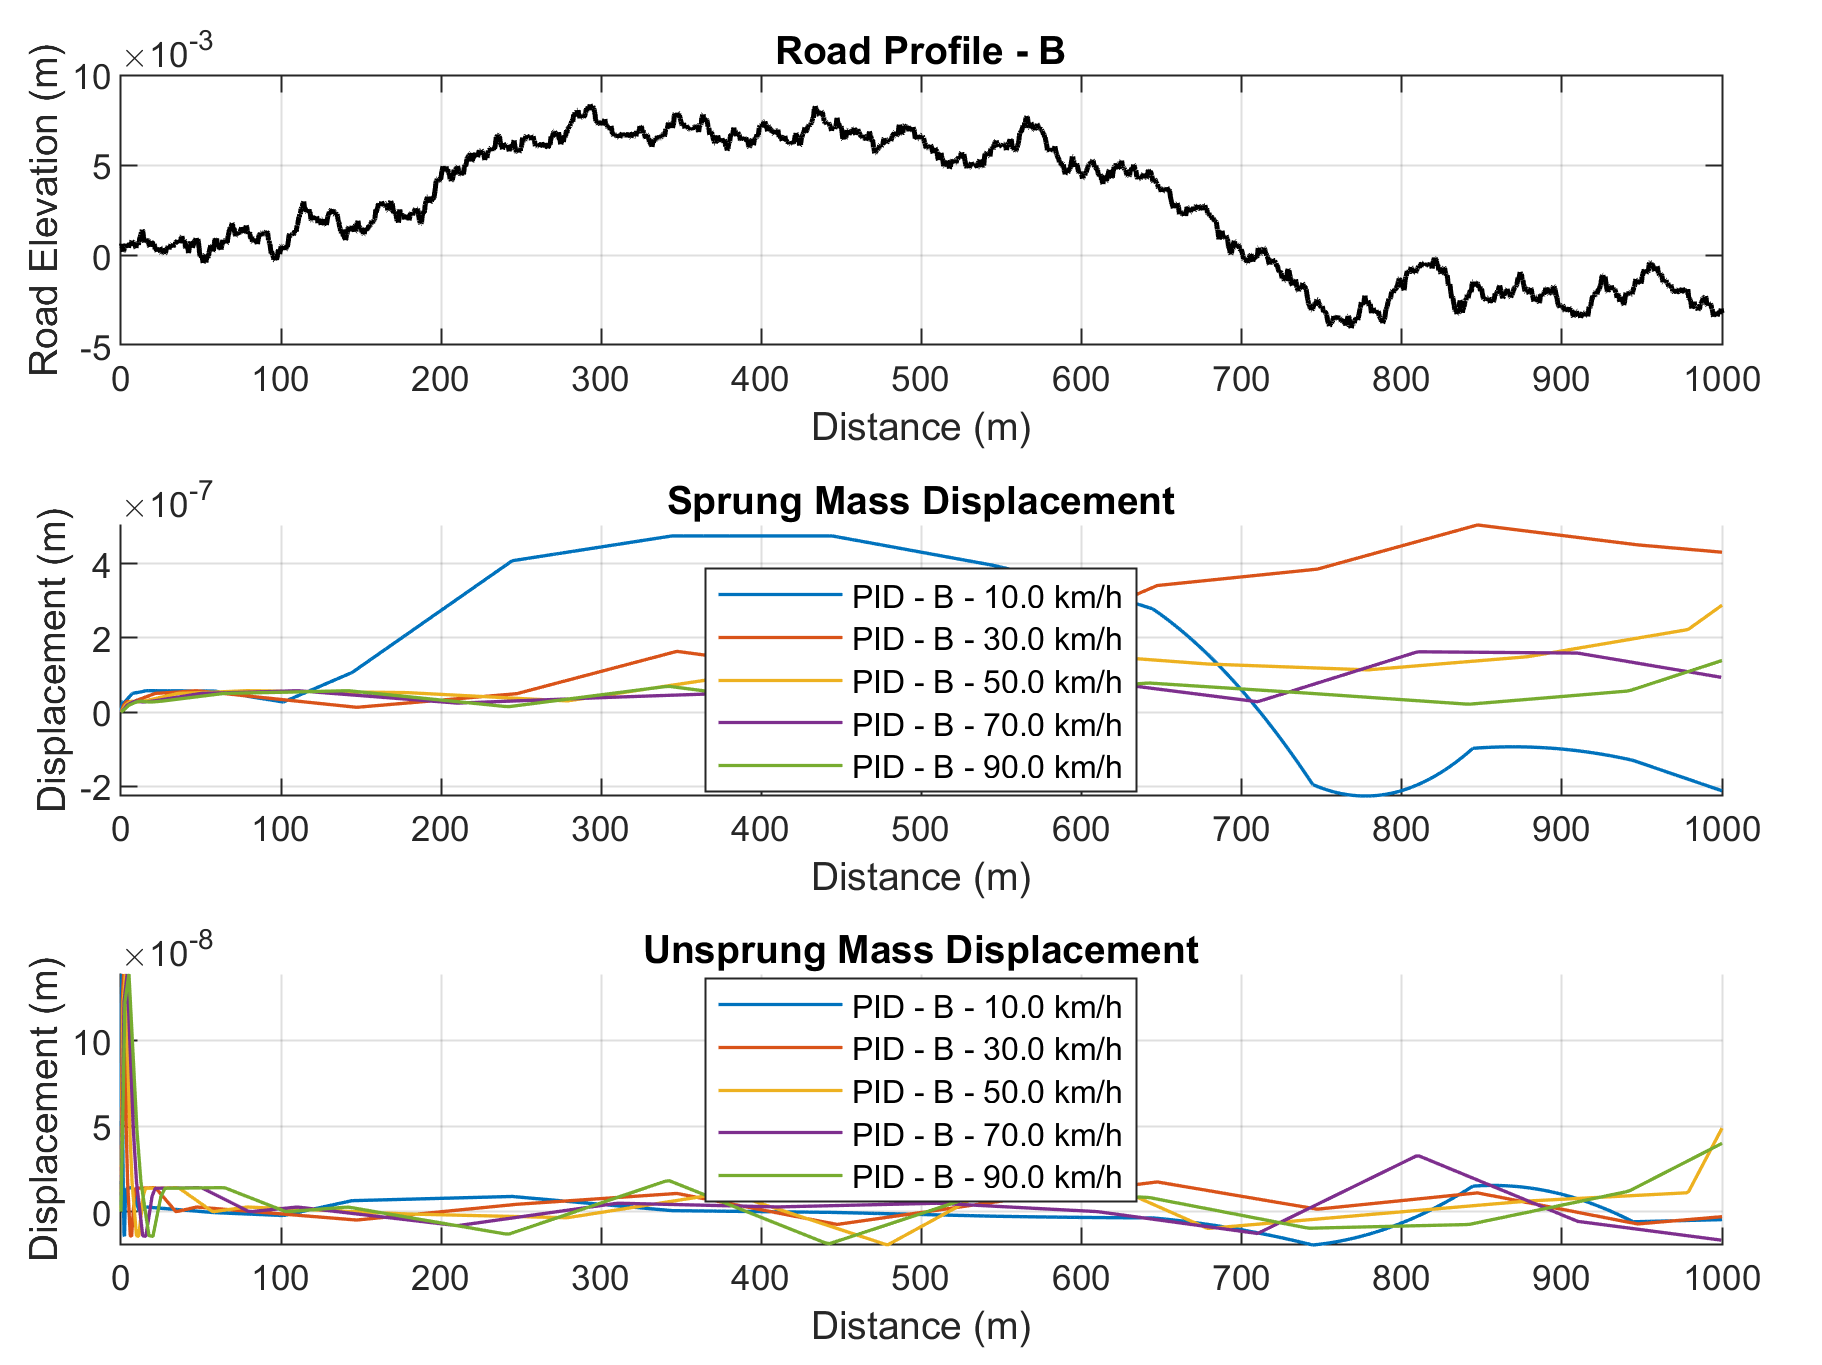 Road Profile - B
×10-3
Road Elevation (m)
10
5
0
-5
0 100 200 300 400 500 600 700 800 900 1000
Distance (m)
Sprung Mass Displacement
×10-7
Displacement (m)
4
2
0
-2
PID - B - 10.0 km/h
PID - B - 30.0 km/h
PID - B - 50.0 km/h
PID - B - 70.0 km/h
PID - B - 90.0 km/h
0 100 200 300 400 500 600 700 800 900 1000
Distance (m)
Unsprung Mass Displacement
×10-8
Displacement (m)
10
5
0
PID - B - 10.0 km/h
PID - B - 30.0 km/h
PID - B - 50.0 km/h
PID - B - 70.0 km/h
PID - B - 90.0 km/h
0 100 200 300 400 500 600 700 800 900 1000
Distance (m)